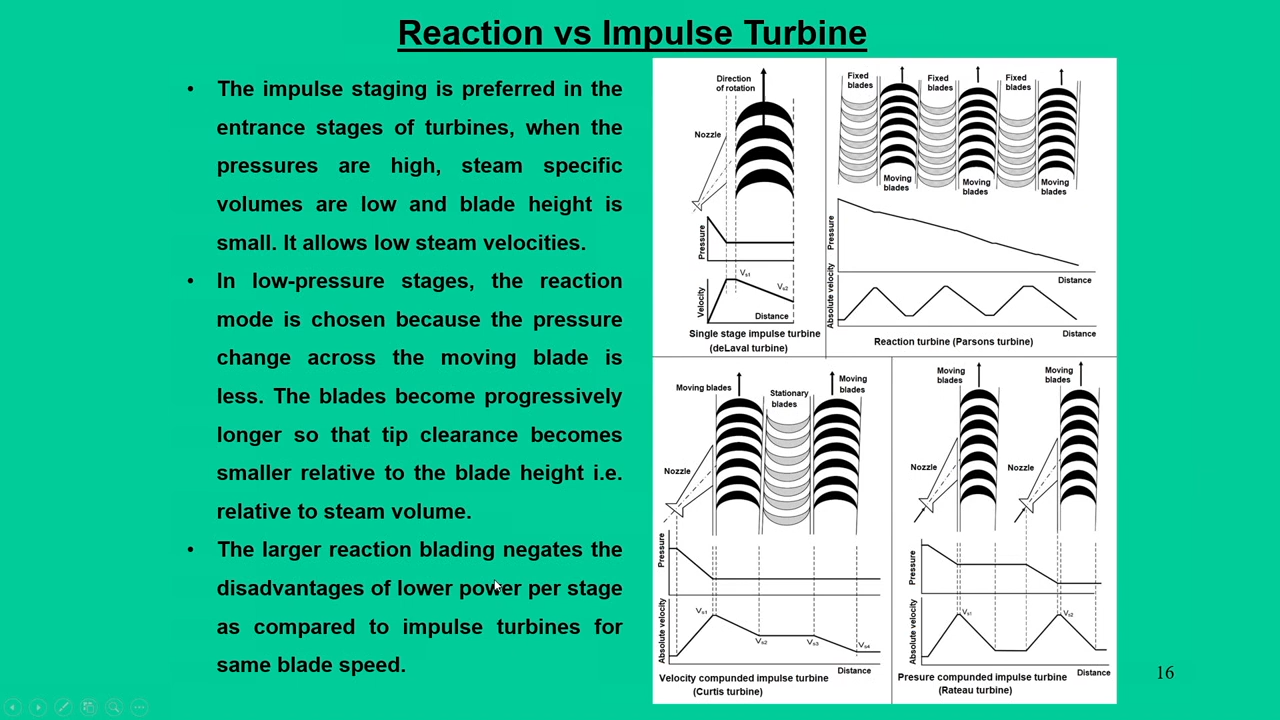 Reaction vs Impulse Turbine
• The impulse staging is preferred in the
entrance stages of turbines, when the
pressures are high, steam specific
volumes are low and blade height is
small. It allows low steam velocities.
• In low-pressure stages, the reaction
mode is chosen because the pressure
change across the moving blade is
less. The blades become progressively
longer so that tip clearance becomes
smaller relative to the blade height i.e.
relative to steam volume.
• The larger reaction blading negates the
disadvantages of lower power per stage
as compared to impulse turbines for
same blade speed.
Direction
of rotation
Nozzle
Pressure
Velocity
Vs1
Vs2
Distance
Single stage impulse turbine
(deLaval turbine)
Fixed
blades
Fixed
blades
Fixed
blades
Moving
blades
Moving
blades
Moving
blades
Pressure
Distance
Absolute velocity
Distance
Reaction turbine (Parsons turbine)
Moving blades
Stationary
blades
Moving
blades
Nozzle
Pressure
Absolute velocity
Vs1
Vs2
Vs3
Vs4
Distance
Velocity compunded impulse turbine
(Curtis turbine)
Moving
blades
Moving
blades
Nozzle
Nozzle
Pressure
Absolute velocity
Vs1
Vs2
Distance
Presure compunded impulse turbine
(Rateau turbine)
16